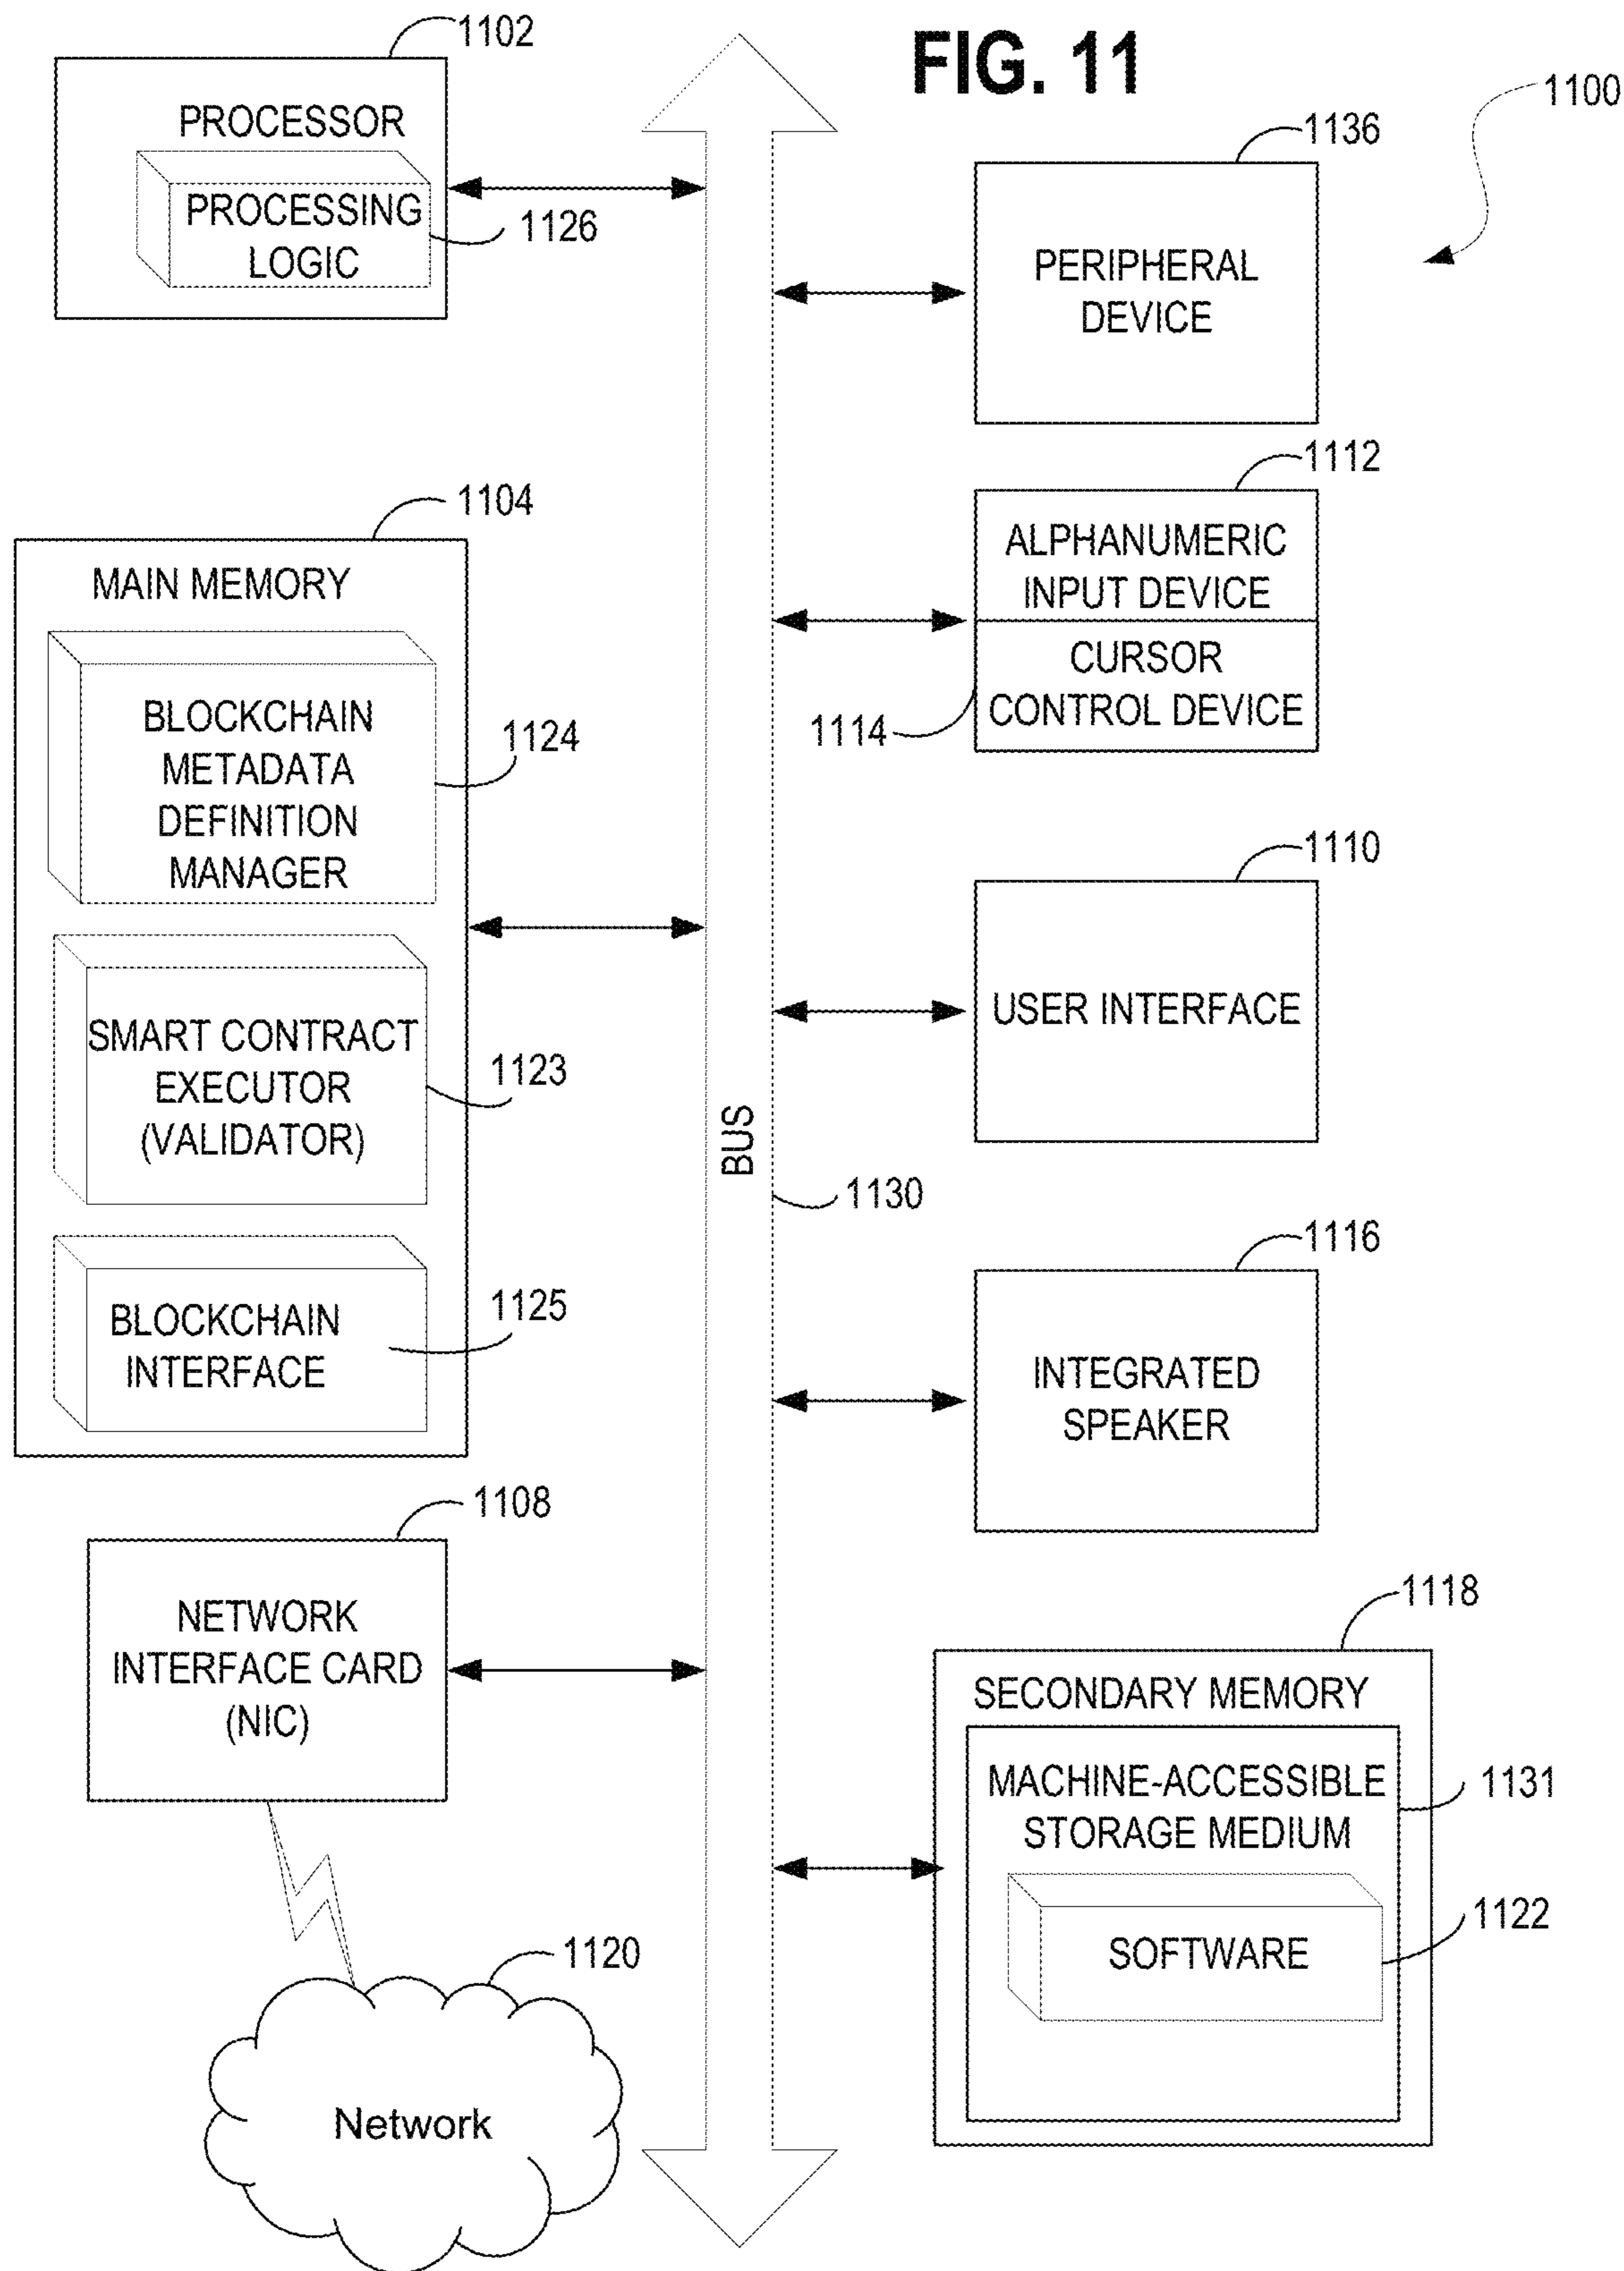 FIG. 11
1100
1102
PROCESSOR
PROCESSING
LOGIC
1126
1104
MAIN MEMORY
BLOCKCHAIN
METADATA
DEFINITION
MANAGER
1124
SMART CONTRACT
EXECUTOR
(VALIDATOR)
1123
BLOCKCHAIN
INTERFACE
1125
1108
NETWORK
INTERFACE CARD
(NIC)
1120
Network
BUS
1130
1136
PERIPHERAL
DEVICE
1112
ALPHANUMERIC
INPUT DEVICE
CURSOR
CONTROL DEVICE
1114
1110
USER INTERFACE
1116
INTEGRATED
SPEAKER
1118
SECONDARY MEMORY
MACHINE-ACCESSIBLE
STORAGE MEDIUM
1131
SOFTWARE
1122